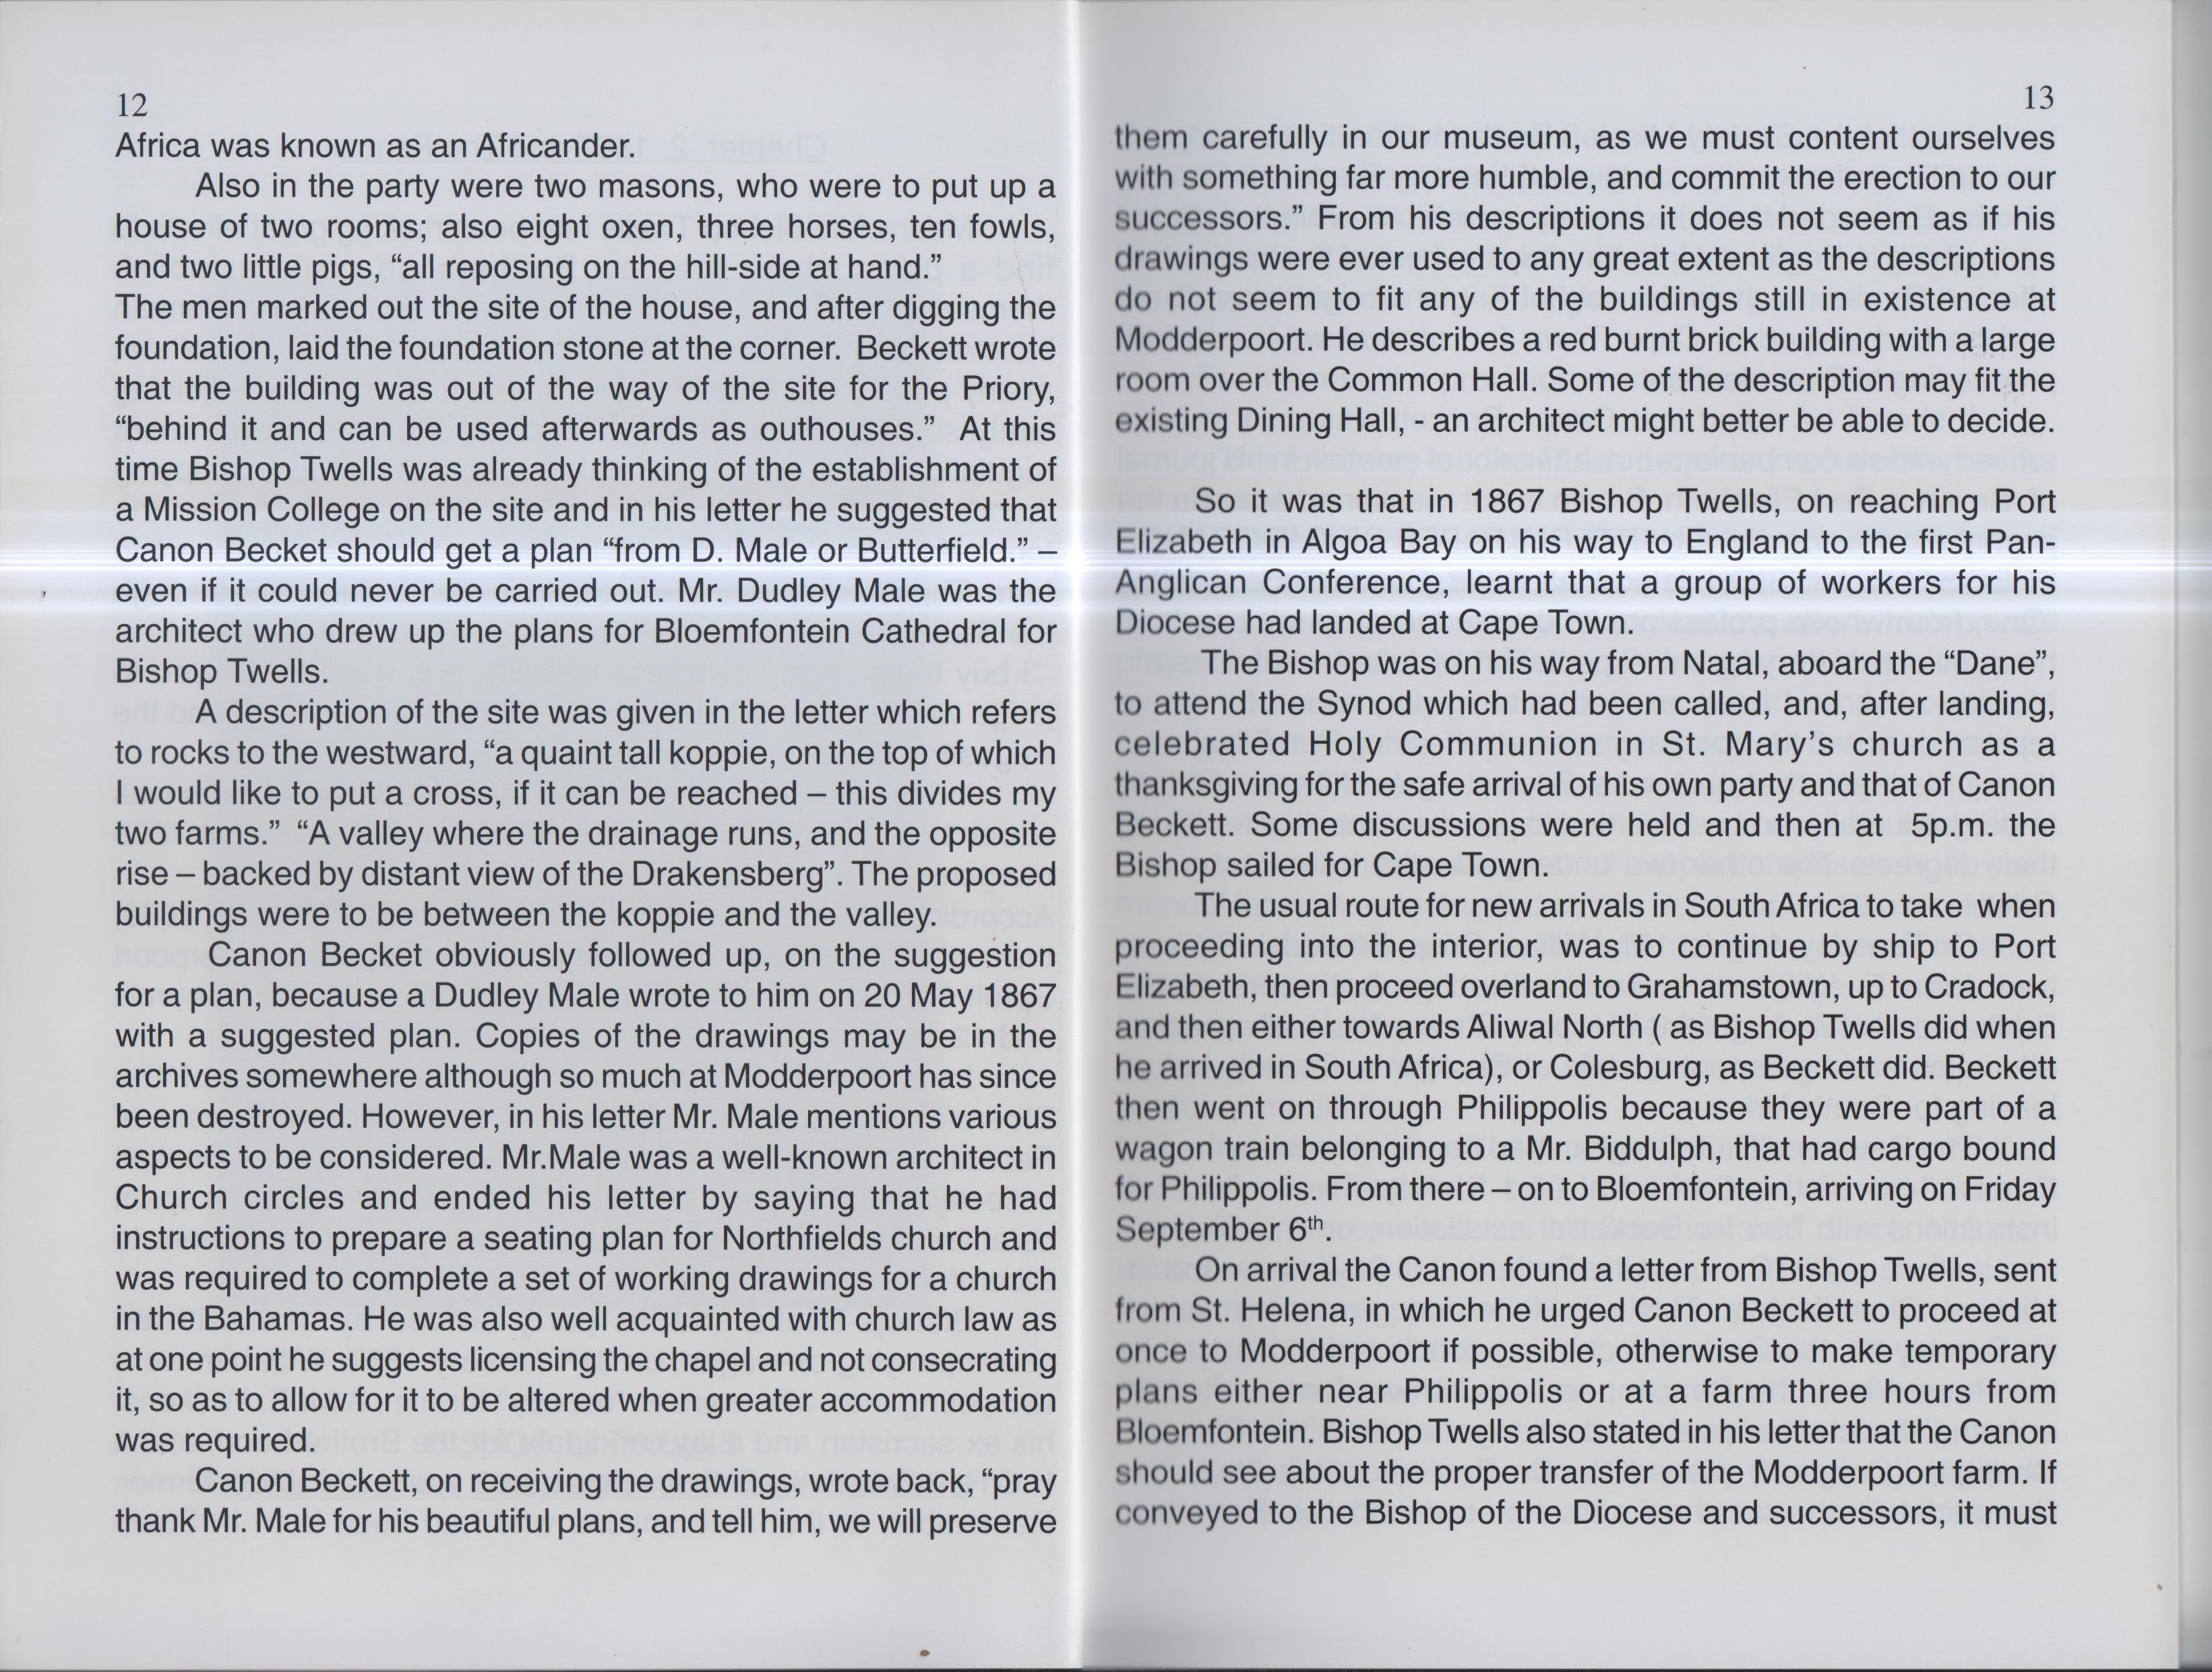 12
Africa was known as an Africander.
Also in the party were two masons, who were to put up a
house of two rooms; also eight oxen, three horses, ten fowls,
and two little pigs, “all reposing on the hill-side at hand.”
The men marked out the site of the house, and after digging the
foundation, laid the foundation stone at the corner. Beckett wrote
that the building was out of the way of the site for the Priory,
“behind it and can be used afterwards as outhouses.” At this
time Bishop Twells was already thinking of the establishment of
a Mission College on the site and in his letter he suggested that
Canon Becket should get a plan “from D. Male or Butterfield.” –
even if it could never be carried out. Mr. Dudley Male was the
architect who drew up the plans for Bloemfontein Cathedral for
Bishop Twells.
A description of the site was given in the letter which refers
to rocks to the westward, “a quaint tall koppie, on the top of which
I would like to put a cross, if it can be reached – this divides my
two farms.” “A valley where the drainage runs, and the opposite
rise – backed by distant view of the Drakensberg”. The proposed
buildings were to be between the koppie and the valley.
Canon Becket obviously followed up, on the suggestion
for a plan, because a Dudley Male wrote to him on 20 May 1867
with a suggested plan. Copies of the drawings may be in the
archives somewhere although so much at Modderpoort has since
been destroyed. However, in his letter Mr. Male mentions various
aspects to be considered. Mr.Male was a well-known architect in
Church circles and ended his letter by saying that he had
instructions to prepare a seating plan for Northfields church and
was required to complete a set of working drawings for a church
in the Bahamas. He was also well acquainted with church law as
at one point he suggests licensing the chapel and not consecrating
it, so as to allow for it to be altered when greater accommodation
was required.
Canon Beckett, on receiving the drawings, wrote back, “pray
thank Mr. Male for his beautiful plans, and tell him, we will preserve
13
them carefully in our museum, as we must content ourselves
with something far more humble, and commit the erection to our
successors.” From his descriptions it does not seem as if his
drawings were ever used to any great extent as the descriptions
do not seem to fit any of the buildings still in existence at
Modderpoort. He describes a red burnt brick building with a large
room over the Common Hall. Some of the description may fit the
existing Dining Hall, - an architect might better be able to decide.
So it was that in 1867 Bishop Twells, on reaching Port
Elizabeth in Algoa Bay on his way to England to the first Pan-
Anglican Conference, learnt that a group of workers for his
Diocese had landed at Cape Town.
The Bishop was on his way from Natal, aboard the “Dane”,
to attend the Synod which had been called, and, after landing,
celebrated Holy Communion in St. Mary’s church as a
thanksgiving for the safe arrival of his own party and that of Canon
Beckett. Some discussions were held and then at 5p.m. the
Bishop sailed for Cape Town.
The usual route for new arrivals in South Africa to take when
proceeding into the interior, was to continue by ship to Port
Elizabeth, then proceed overland to Grahamstown, up to Cradock,
and then either towards Aliwal North ( as Bishop Twells did when
he arrived in South Africa), or Colesburg, as Beckett did. Beckett
then went on through Philippolis because they were part of a
wagon train belonging to a Mr. Biddulph, that had cargo bound
for Philippolis. From there – on to Bloemfontein, arriving on Friday
September 6th.
On arrival the Canon found a letter from Bishop Twells, sent
from St. Helena, in which he urged Canon Beckett to proceed at
once to Modderpoort if possible, otherwise to make temporary
plans either near Philippolis or at a farm three hours from
Bloemfontein. Bishop Twells also stated in his letter that the Canon
should see about the proper transfer of the Modderpoort farm. If
conveyed to the Bishop of the Diocese and successors, it must